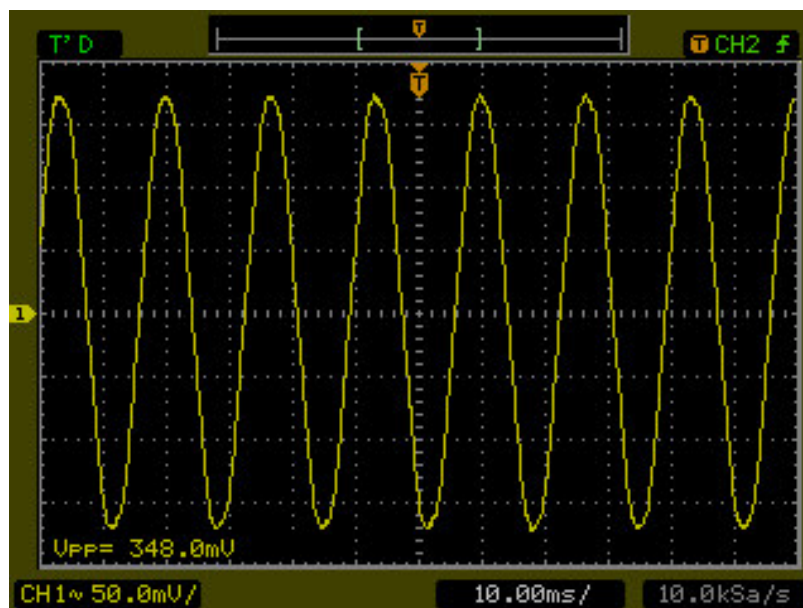 T'D
T
T CH2
T
1
Vpp= 348.0mV
CH1~ 50.0mV/ 10.00ms/ 10.0kSa/s